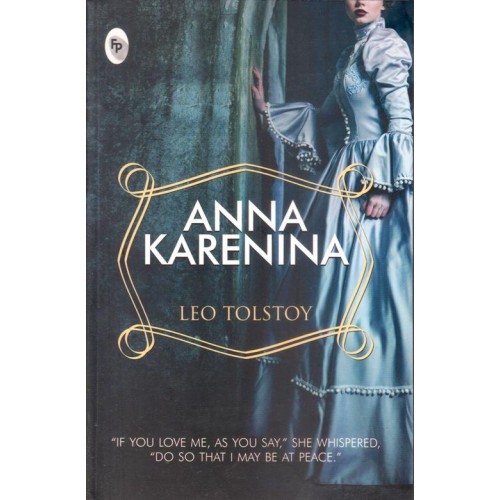 FP
ANNA
KARENINA
LEO TOLSTOY
"IF YOU LOVE ME, AS YOU SAY," SHE WHISPERED,
"DO SO THAT I MAY BE AT PEACE."